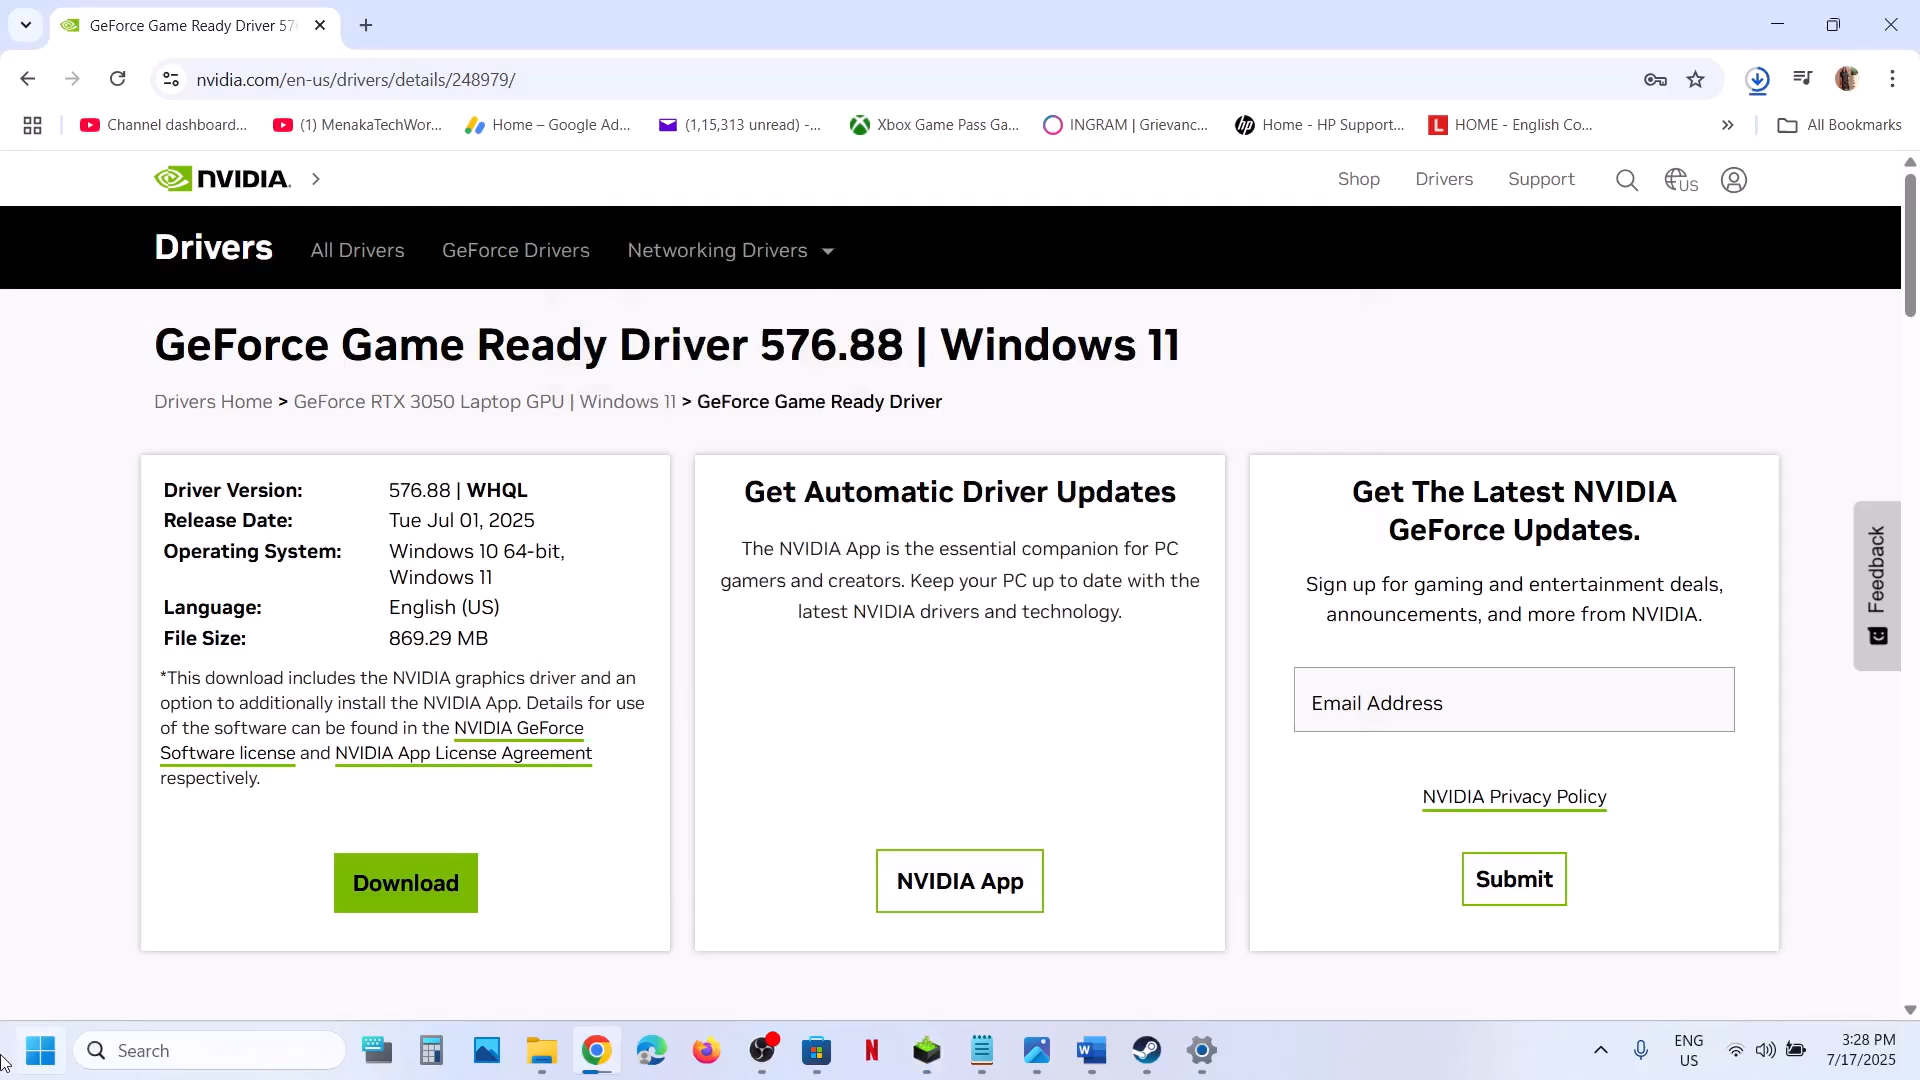 GeForce Game Ready Driver 57
nvidia.com/en-us/drivers/details/248979/
Channel dashboard...
(1) MenakaTechWor...
Home – Google Ad...
(1,15,313 unread) -...
Xbox Game Pass Ga...
INGRAM | Grievanc...
Home - HP Support...
HOME - English Co...
All Bookmarks
NVIDIA.
Shop
Drivers
Support
US
Drivers
All Drivers
GeForce Drivers
Networking Drivers
GeForce Game Ready Driver 576.88 | Windows 11
Drivers Home > GeForce RTX 3050 Laptop GPU | Windows 11 > GeForce Game Ready Driver
Driver Version: 576.88 | WHQL
Release Date: Tue Jul 01, 2025
Operating System: Windows 10 64-bit,
Windows 11
Language: English (US)
File Size: 869.29 MB
*This download includes the NVIDIA graphics driver and an
option to additionally install the NVIDIA App. Details for use
of the software can be found in the NVIDIA GeForce
Software license and NVIDIA App License Agreement
respectively.
Download
Get Automatic Driver Updates
The NVIDIA App is the essential companion for PC
gamers and creators. Keep your PC up to date with the
latest NVIDIA drivers and technology.
NVIDIA App
Get The Latest NVIDIA
GeForce Updates.
Sign up for gaming and entertainment deals,
announcements, and more from NVIDIA.
Email Address
NVIDIA Privacy Policy
Submit
Feedback
Search
ENG
US
3:28 PM
7/17/2025